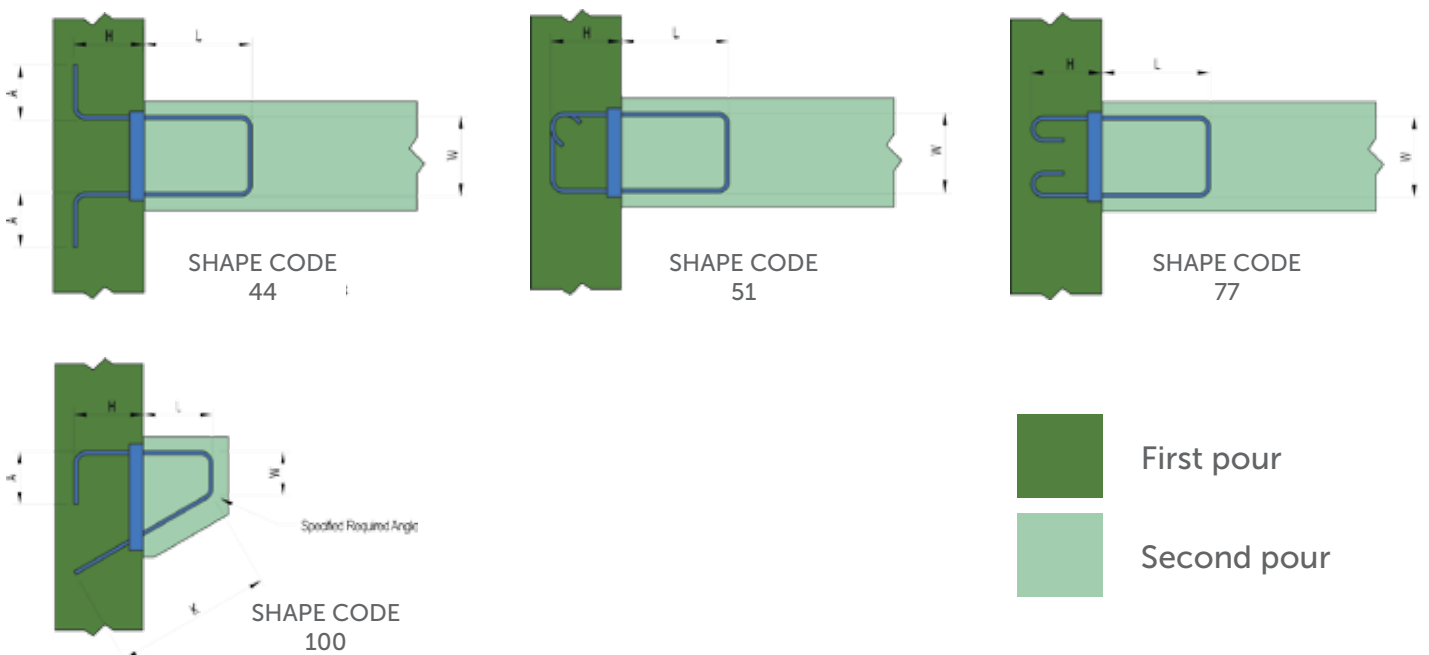 H L
A
W
A
SHAPE CODE
44
H L
W
SHAPE CODE
51
H L
W
SHAPE CODE
77
H L
A
W
Specified Required Angle
K
SHAPE CODE
100
First pour
Second pour